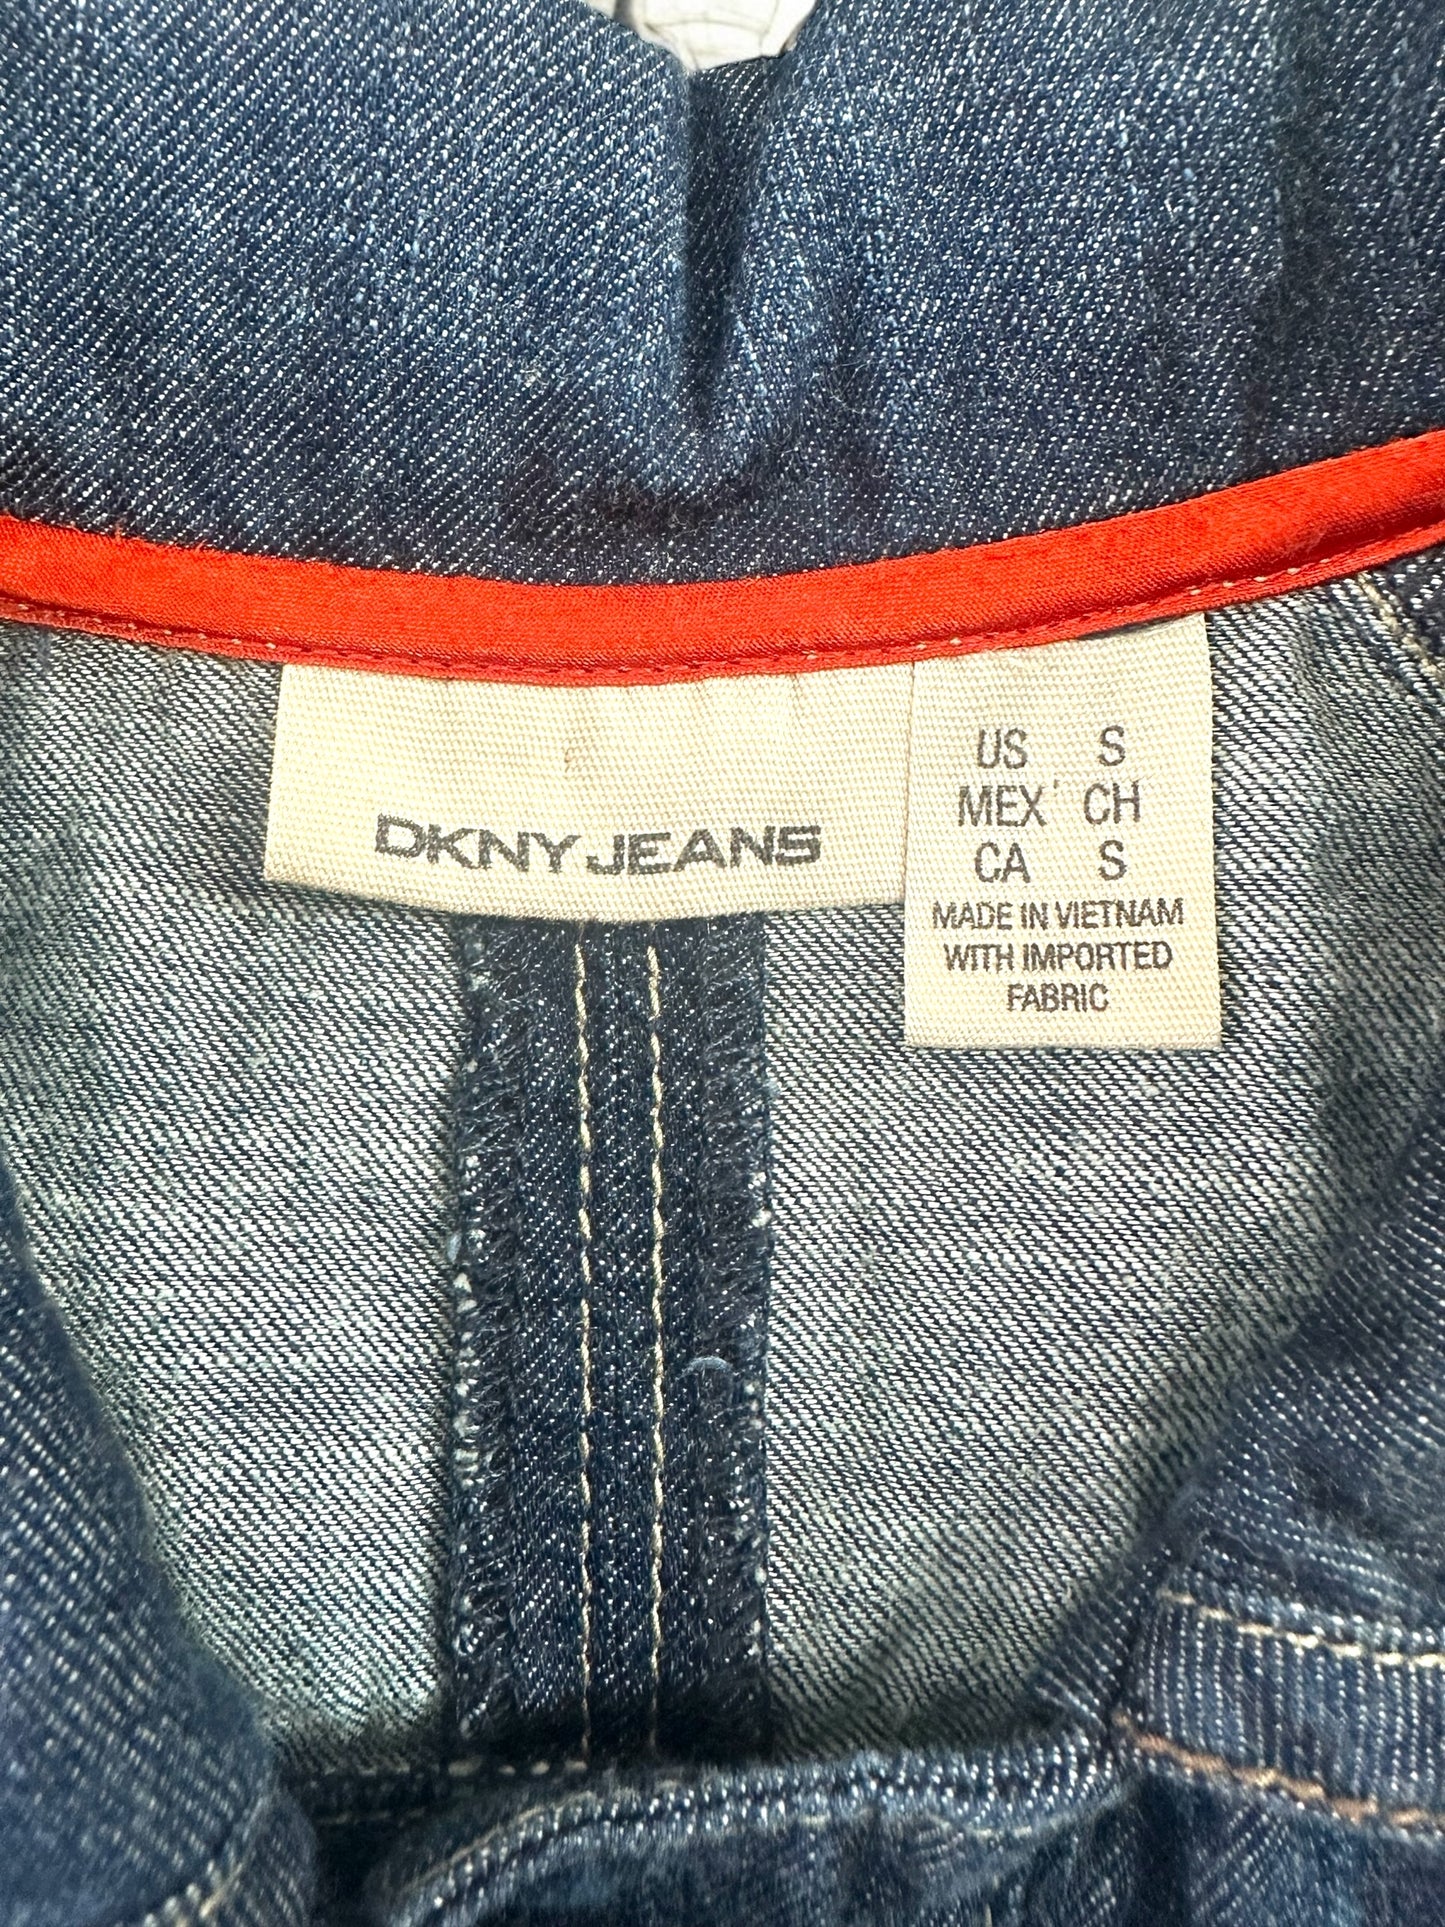 DKNY JEANS
US S
MEX CH
CA S
MADE IN VIETNAM
WITH IMPORTED
FABRIC